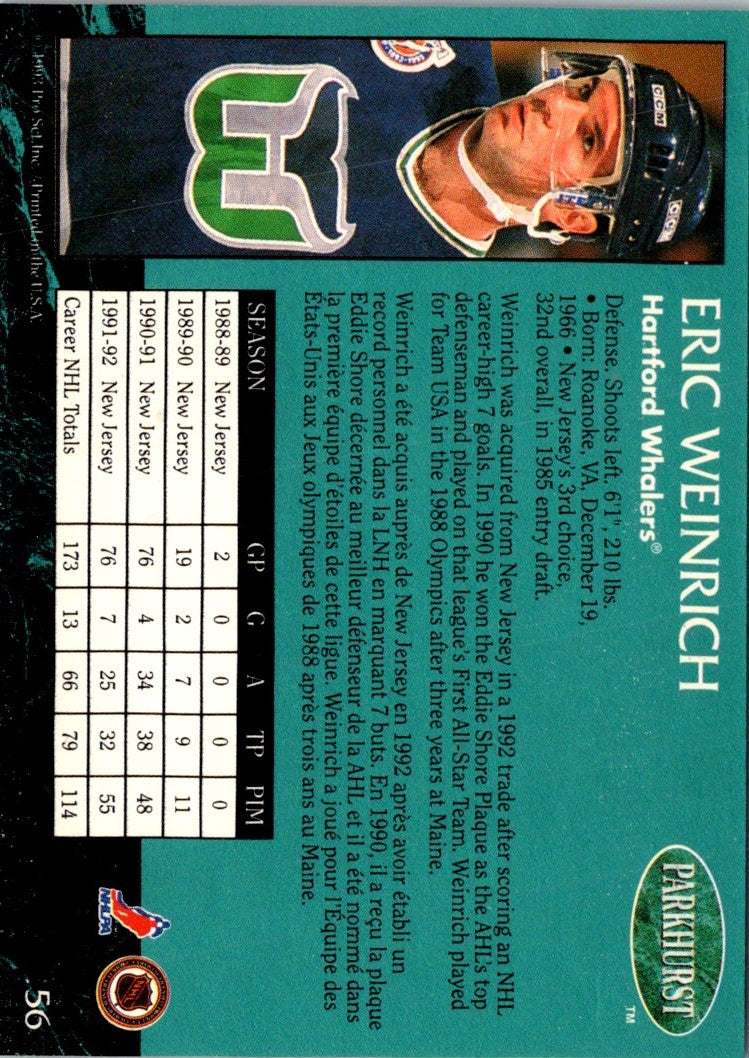 ERIC WEINRICH
Hartford Whalers®
PARKHURST
TM
CCM
CCM
Defense. Shoots left. 6'1", 210 lbs.
• Born: Roanoke, VA, December 19,
1966 • New Jersey's 3rd choice,
32nd overall, in 1985 entry draft.
Weinrich was acquired from New Jersey in a 1992 trade after scoring an NHL
career-high 7 goals. In 1990 he won the Eddie Shore Plaque as the AHL's top
defenseman and played on that league's First All-Star Team. Weinrich played
for Team USA in the 1988 Olympics after three years at Maine.
Weinrich a été acquis auprès de New Jersey en 1992 après avoir établi un
record personnel dans la LNH en marquant 7 buts. En 1990, il a reçu la plaque
Eddie Shore décernée au meilleur défenseur de la AHL et il a été nommé dans
la première équipe d'étoiles de cette ligue. Weinrich a joué pour l'Équipe des
États-Unis aux Jeux olympiques de 1988 après trois ans au Maine.
SEASON GP G A TP PIM
1988-89 New Jersey 2 0 0 0 0
1989-90 New Jersey 19 2 7 9 11
1990-91 New Jersey 76 4 34 38 48
1991-92 New Jersey 76 7 25 32 55
Career NHL Totals 173 13 66 79 114
© 1992 Pro Set, Inc. Printed in the U.S.A.
NHLPA
NHL
56